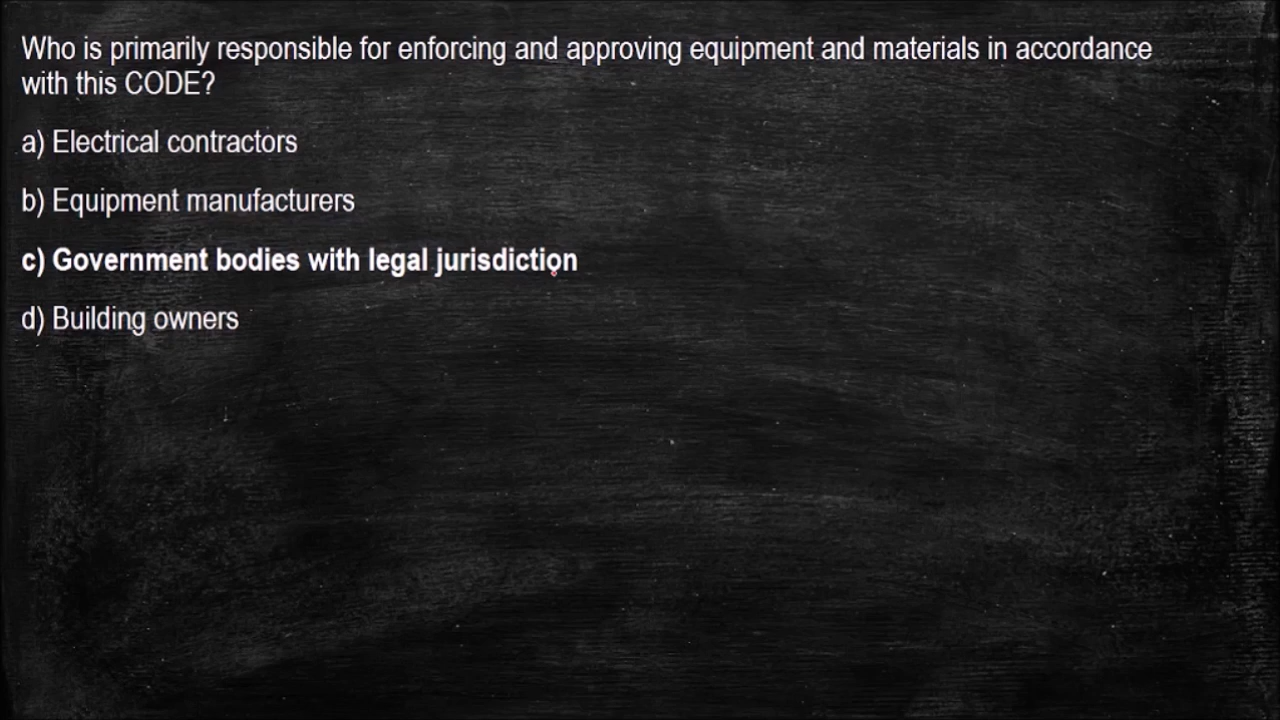 Who is primarily responsible for enforcing and approving equipment and materials in accordance
with this CODE?
a) Electrical contractors
b) Equipment manufacturers
c) Government bodies with legal jurisdiction
d) Building owners